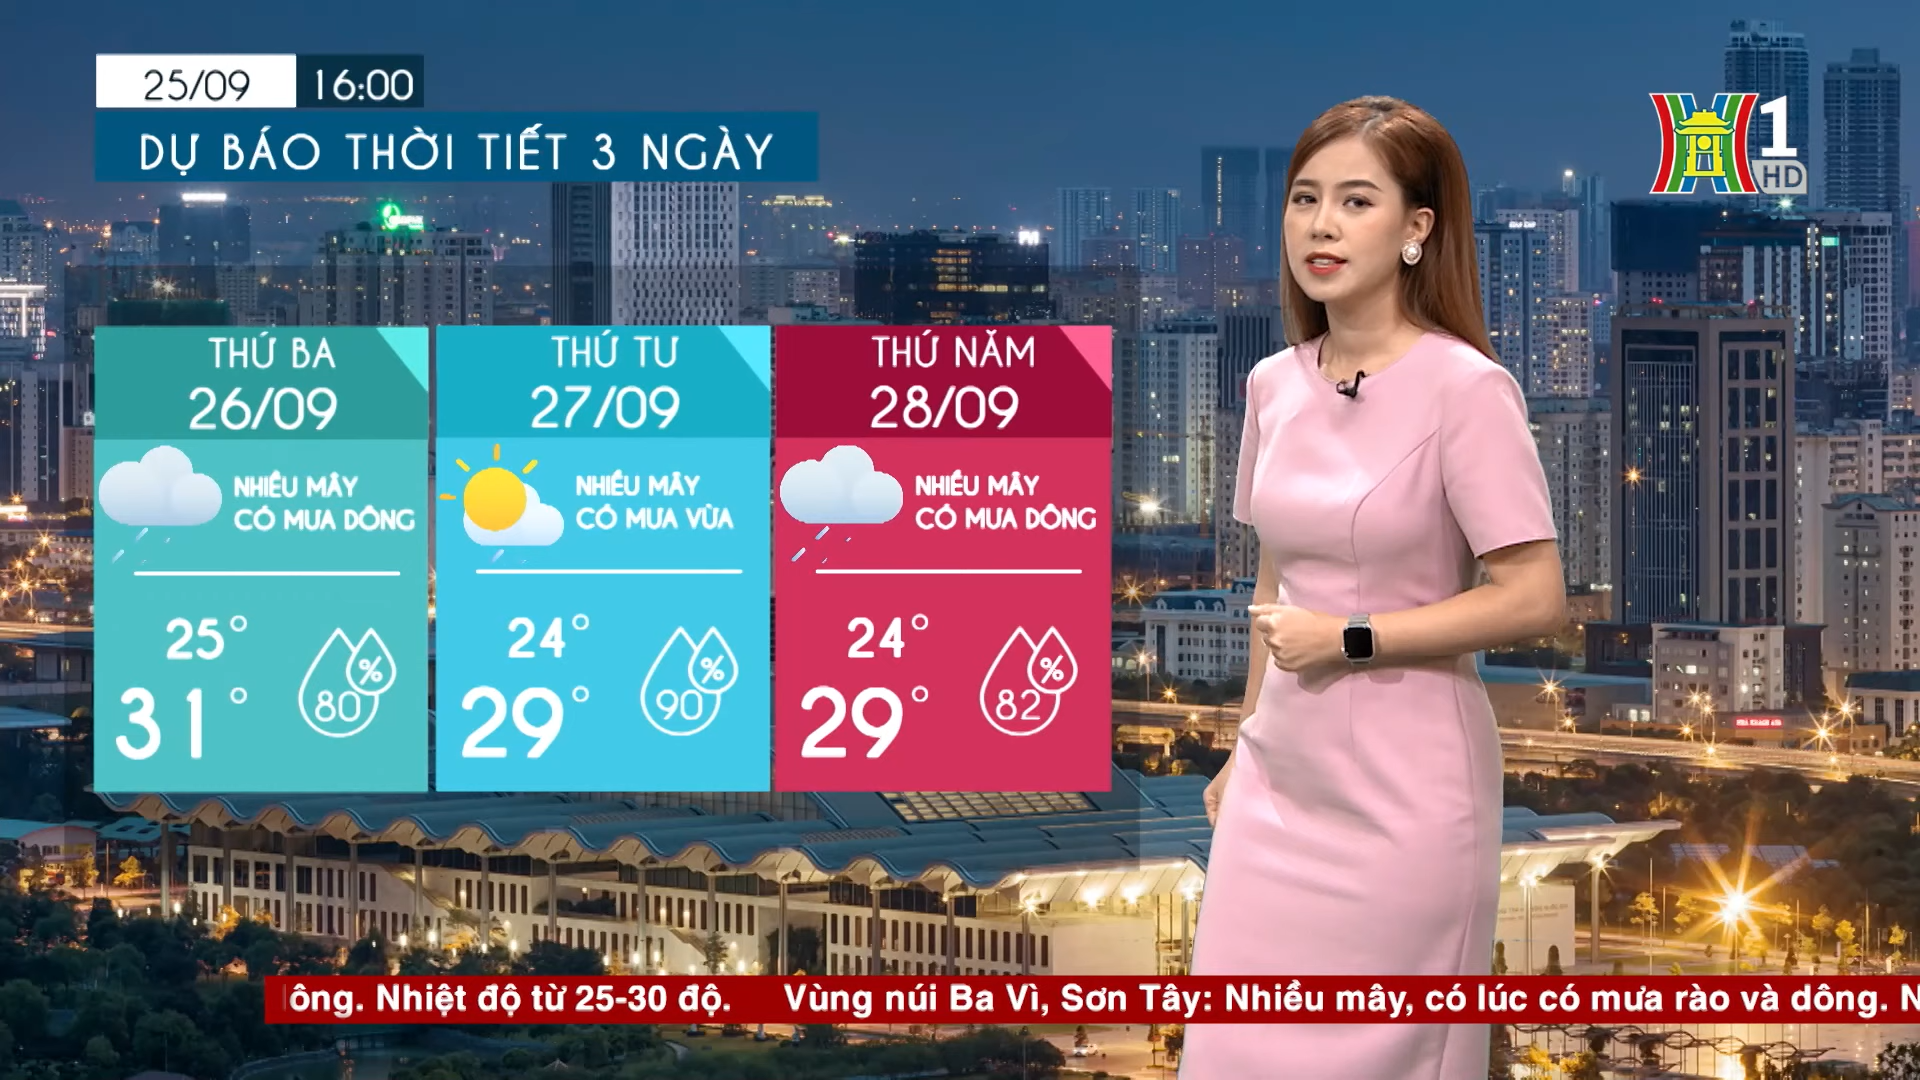 25/09 16:00
DỰ BÁO THỜI TIẾT 3 NGÀY
1
HD
THỨ BA
26/09
NHIỀU MÂY
CÓ MƯA DÔNG
25°
31°
%
80
THỨ TƯ
27/09
NHIỀU MÂY
CÓ MƯA VỪA
24°
29°
%
90
THỨ NĂM
28/09
NHIỀU MÂY
CÓ MƯA DÔNG
24°
29°
%
82
ông. Nhiệt độ từ 25-30 độ. Vùng núi Ba Vì, Sơn Tây: Nhiều mây, có lúc có mưa rào và dông. N